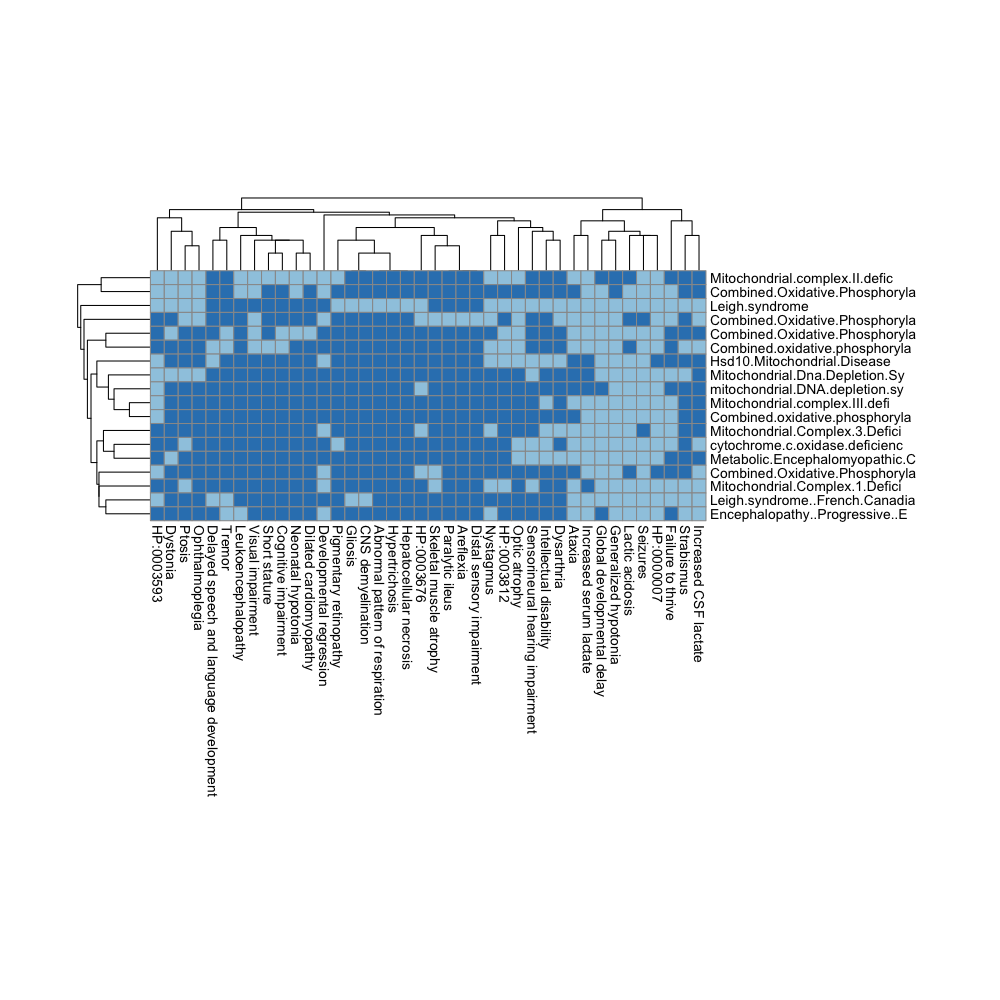 Mitochondrial.complex.II.defic
Combined.Oxidative.Phosphoryla
Leigh.syndrome
Combined.Oxidative.Phosphoryla
Combined.Oxidative.Phosphoryla
Combined.oxidative.phosphoryla
Hsd10.Mitochondrial.Disease
Mitochondrial.Dna.Depletion.Sy
mitochondrial.DNA.depletion.sy
Mitochondrial.complex.III.defi
Combined.oxidative.phosphoryla
Mitochondrial.Complex.3.Defici
cytochrome.c.oxidase.deficienc
Metabolic.Encephalomyopathic.C
Combined.Oxidative.Phosphoryla
Mitochondrial.Complex.1.Defici
Leigh.syndrome..French.Canadia
Encephalopathy..Progressive..E
HP:0003593
Dystonia
Ptosis
Ophthalmoplegia
Delayed speech and language development
Tremor
Leukoencephalopathy
Visual impairment
Short stature
Cognitive impairment
Neonatal hypotonia
Dilated cardiomyopathy
Developmental regression
Pigmentary retinopathy
Gliosis
CNS demyelination
Abnormal pattern of respiration
Hypertrichosis
Hepatocellular necrosis
HP:0003676
Skeletal muscle atrophy
Paralytic ileus
Areflexia
Distal sensory impairment
Nystagmus
HP:0003812
Optic atrophy
Sensorineural hearing impairment
Intellectual disability
Dysarthria
Ataxia
Increased serum lactate
Global developmental delay
Generalized hypotonia
Lactic acidosis
Seizures
HP:0000007
Failure to thrive
Strabismus
Increased CSF lactate